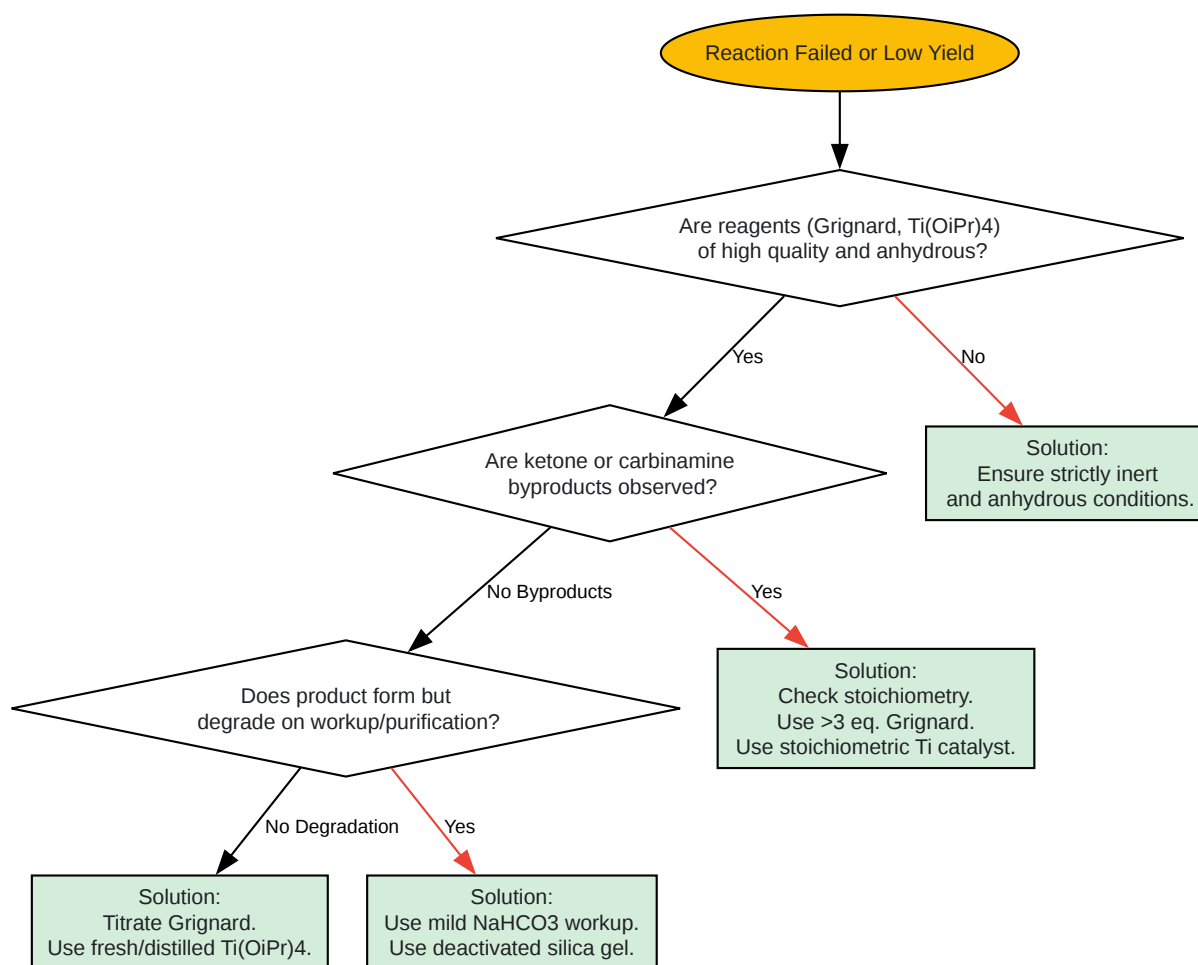 Reaction Failed or Low Yield
Are reagents (Grignard, Ti(OiPr)4)
of high quality and anhydrous?
Yes
No
Are ketone or carbinamine
byproducts observed?
Solution:
Ensure strictly inert
and anhydrous conditions.
No Byproducts
Yes
Does product form but
degrade on workup/purification?
Solution:
Check stoichiometry.
Use >3 eq. Grignard.
Use stoichiometric Ti catalyst.
No Degradation
Yes
Solution:
Titrate Grignard.
Use fresh/distilled Ti(OiPr)4.
Solution:
Use mild NaHCO3 workup.
Use deactivated silica gel.